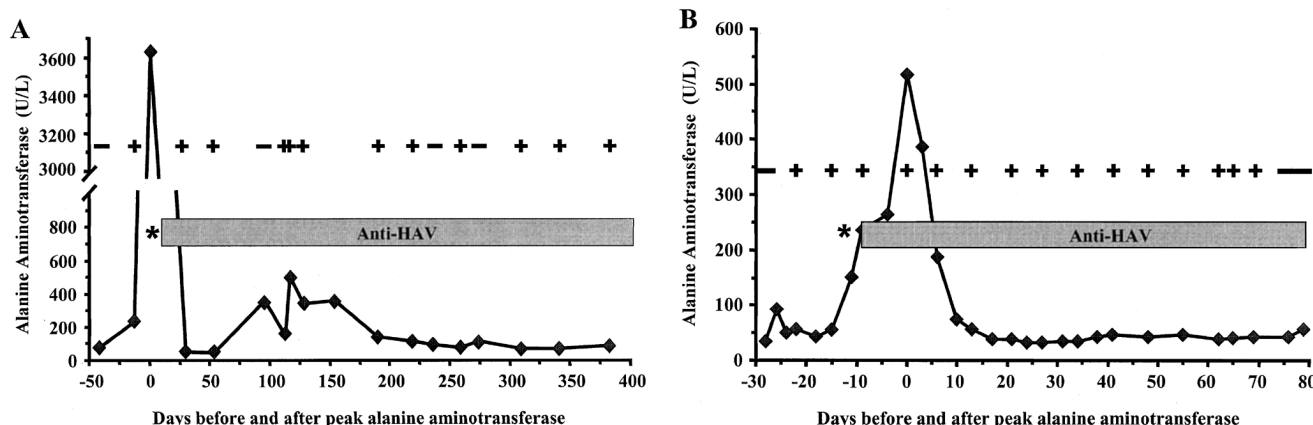 A
Alanine Aminotransferase (U/L)
3600
3400
3200
3000
800
600
400
200
0
− + + + − + + + + + − + − + + +
*
Anti-HAV
-50 0 50 100 150 200 250 300 350 400
Days before and after peak alanine aminotransferase
B
Alanine Aminotransferase (U/L)
600
500
400
300
250
200
100
50
0
− + + + + + + + + + + + + + + −
*
Anti-HAV
-30 -20 -10 0 10 20 30 40 50 60 70 80
Days before and after peak alanine aminotransferase